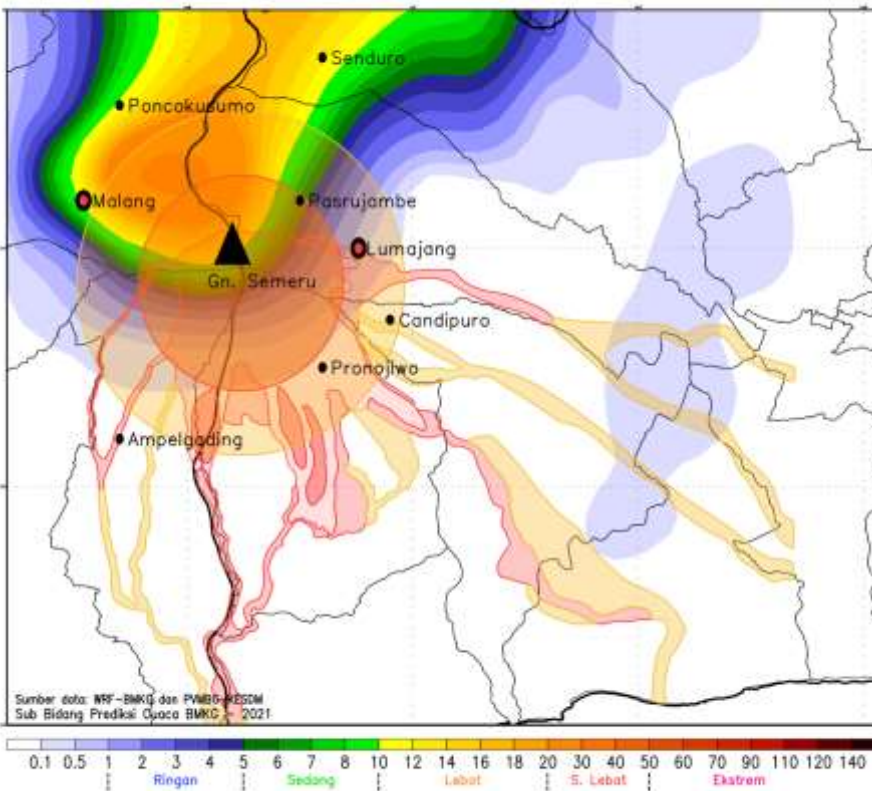 Senduro
Poncokusumo
Malang
Pasrujambe
Lumajang
Gn. Semeru
Candipuro
Pronojiwo
Ampelgading
Sumber data: WRF-BMKG dan PVMBG-KESDM
Sub Bidang Prediksi Cuaca BMKG - 2021
0.1 0.5 1 2 3 4 5 6 7 8 10 12 14 16 18 20 30 40 50 60 70 90 110 120 140
Ringan Sedang Lebat S. Lebat Ekstrem